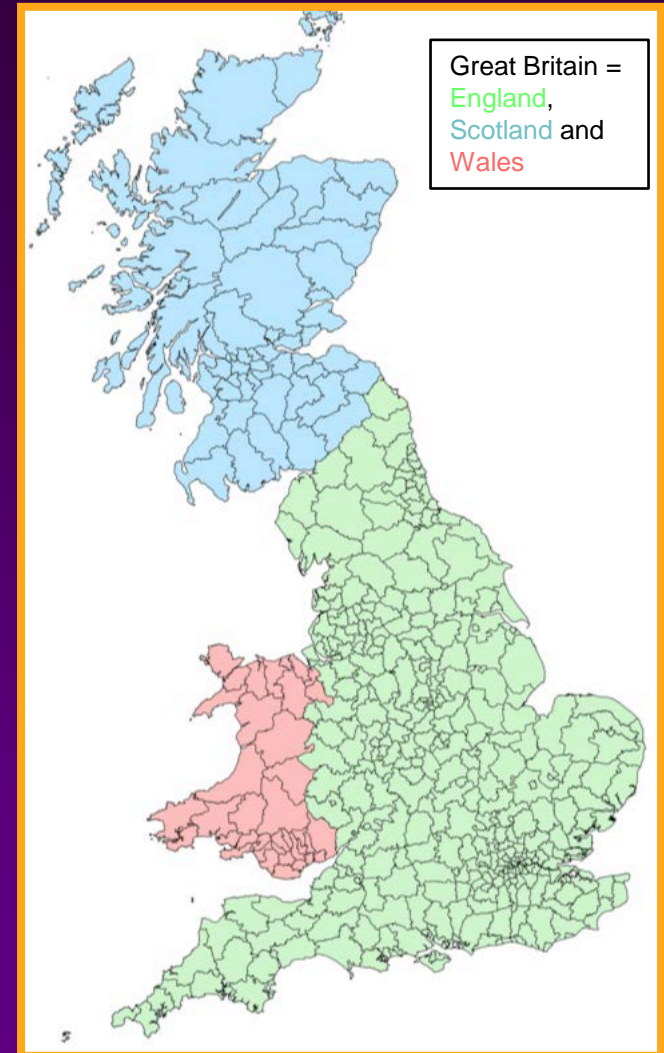 Great Britain =
England,
Scotland and
Wales